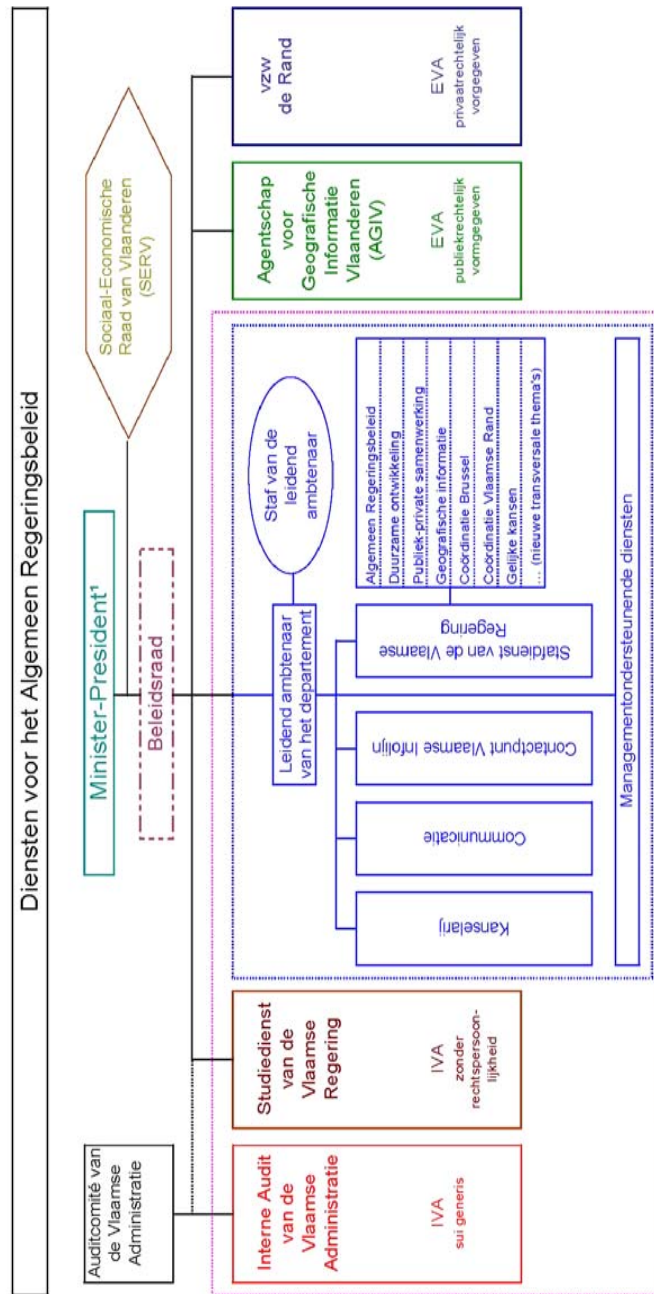 Diensten voor het Algemeen Regeringsbeleid
Minister-President¹
Sociaal-Economische
Raad van Vlaanderen
(SERV)
Beleidsraad
Auditcomité van
de Vlaamse
Administratie
Interne Audit
van de
Vlaamse
Administratie
IVA
sui generis
Studiedienst
van de
Vlaamse
Regering
IVA
zonder
rechtspersoon-
lijkheid
Leidend ambtenaar
van het departement
Staf van de
leidend
ambtenaar
Kanselarij
Communicatie
Contactpunt Vlaamse Infolijn
Stafdienst van de Vlaamse
Regering
Algemeen Regeringsbeleid
Duurzame ontwikkeling
Publiek-private samenwerking
Geografische informatie
Coördinatie Brussel
Coördinatie Vlaamse Rand
Gelijke kansen
... (nieuwe transversale thema's)
Managementondersteunende diensten
Agentschap
voor
Geografische
Informatie
Vlaanderen
(AGIV)
EVA
publiekrechtelijk
vormgegeven
vzw
de Rand
EVA
privaatrechtelijk
vorgegeven